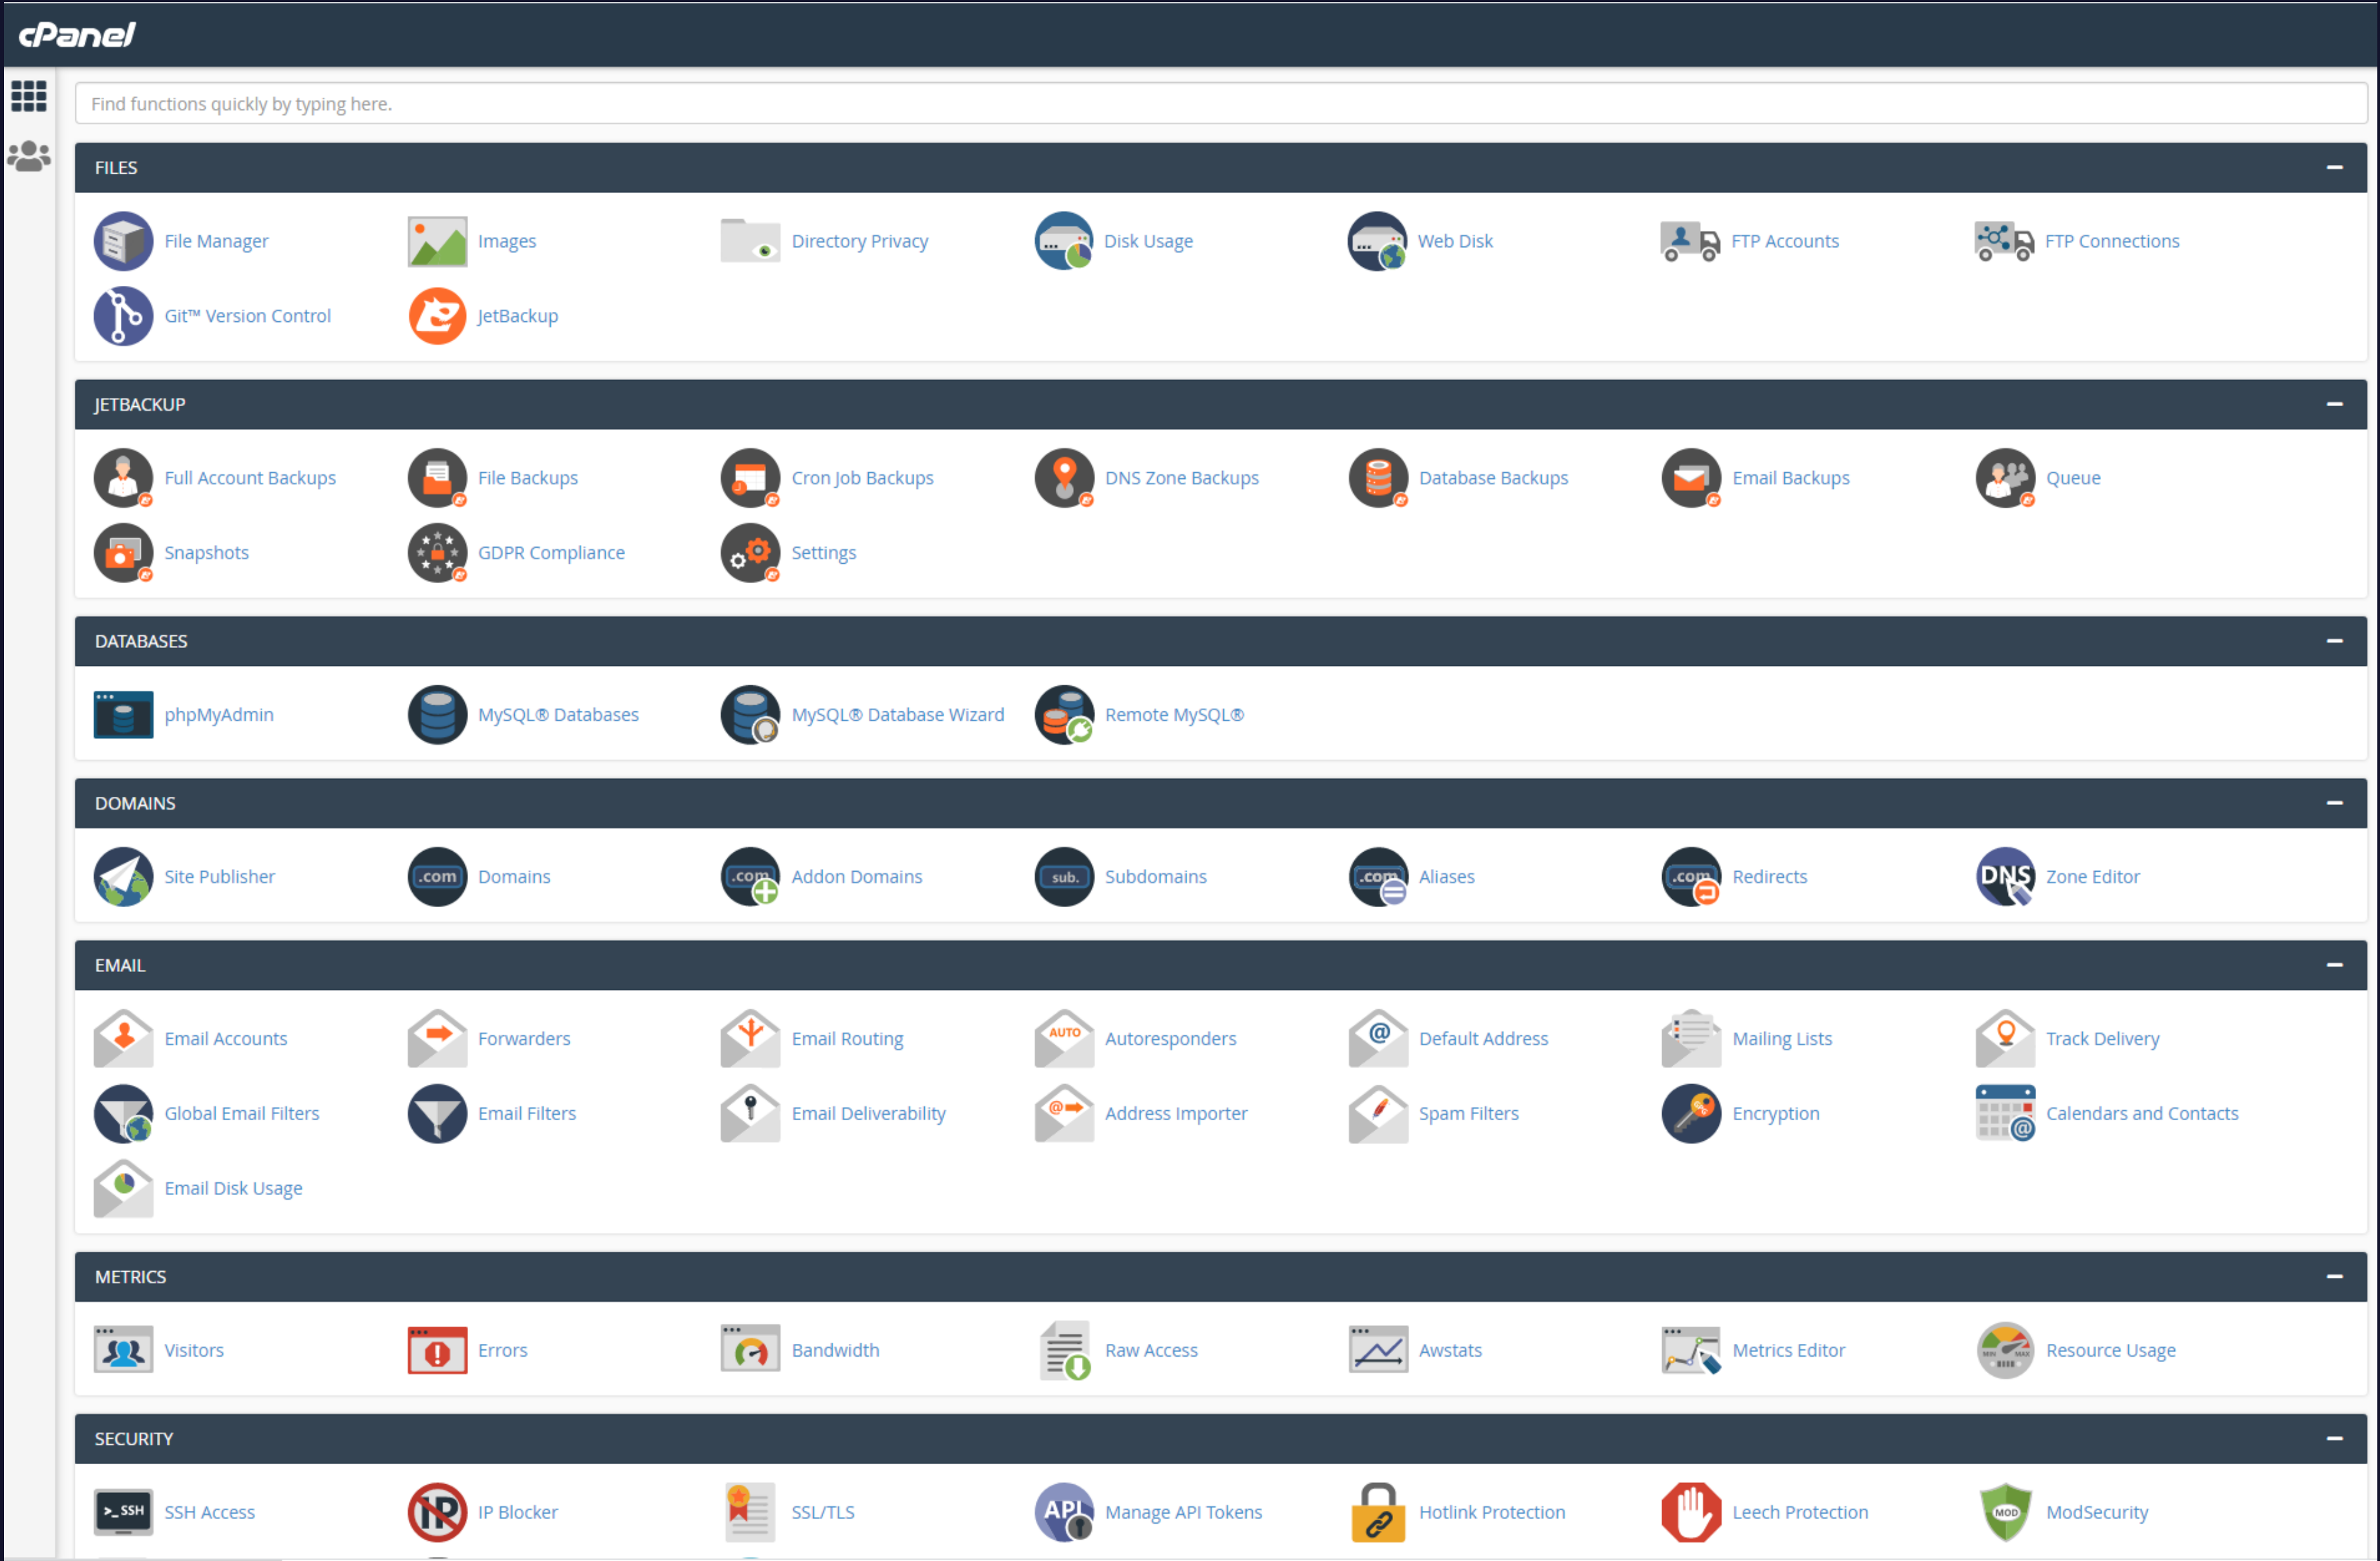 cPanel
Find functions quickly by typing here.
FILES
File Manager
Images
Directory Privacy
Disk Usage
Web Disk
FTP Accounts
FTP Connections
Git™ Version Control
JetBackup
JETBACKUP
Full Account Backups
File Backups
Cron Job Backups
DNS Zone Backups
Database Backups
Email Backups
Queue
Snapshots
GDPR Compliance
Settings
DATABASES
phpMyAdmin
MySQL® Databases
MySQL® Database Wizard
Remote MySQL®
DOMAINS
Site Publisher
.com
Domains
.com
Addon Domains
sub.
Subdomains
.com
Aliases
.com
Redirects
DNS
Zone Editor
EMAIL
Email Accounts
Forwarders
Email Routing
AUTO
Autoresponders
@
Default Address
Mailing Lists
Track Delivery
Global Email Filters
Email Filters
Email Deliverability
@
Address Importer
Spam Filters
Encryption
@
Calendars and Contacts
Email Disk Usage
METRICS
Visitors
Errors
Bandwidth
Raw Access
Awstats
Metrics Editor
MIN MAX
Resource Usage
SECURITY
>_SSH
SSH Access
IP
IP Blocker
SSL/TLS
API
Manage API Tokens
Hotlink Protection
Leech Protection
MOD
ModSecurity